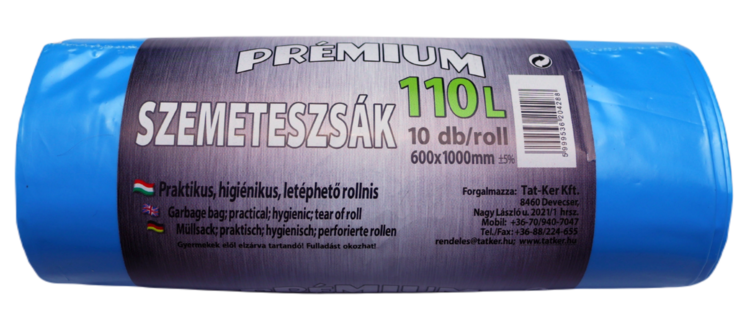 PRÉMIUM
110L
SZEMETESZSÁK
10 db/roll
600x1000mm ±5%
5999536204288
Praktikus, higiénikus, letéphető rollnis
Garbage bag; practical; hygienic; tear of roll
Müllsack; praktisch; hygienisch; perforierte rollen
Gyermekek elől elzárva tartandó! Fulladást okozhat!
Forgalmazza: Tat-Ker Kft.
8460 Devecser,
Nagy László u. 2021/1 hrsz.
Mobil: +36-70/940-7047
Tel./Fax: +36-88/224-655
rendeles@tatker.hu; www.tatker.hu
PRÉMIUM